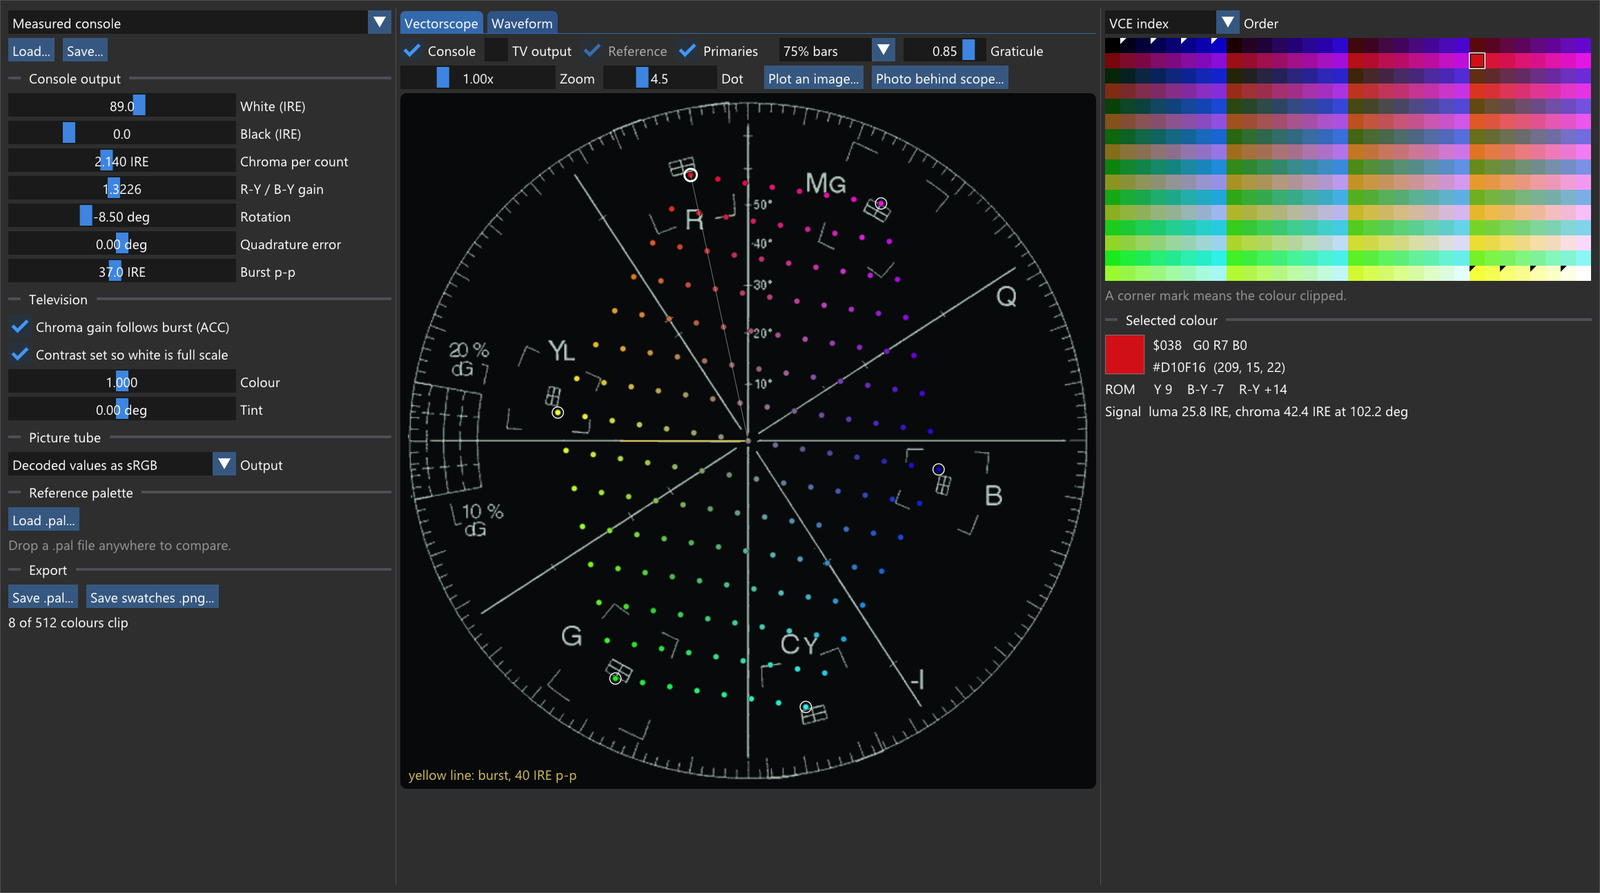 Measured console
Load...
Save...
Console output
89.0
White (IRE)
0.0
Black (IRE)
2.140 IRE
Chroma per count
1.3226
R-Y / B-Y gain
-8.50 deg
Rotation
0.00 deg
Quadrature error
37.0 IRE
Burst p-p
Television
Chroma gain follows burst (ACC)
Contrast set so white is full scale
1.000
Colour
0.00 deg
Tint
Picture tube
Decoded values as sRGB
Output
Reference palette
Load .pal...
Drop a .pal file anywhere to compare.
Export
Save .pal...
Save swatches .png...
8 of 512 colours clip
Vectorscope
Waveform
Console
TV output
Reference
Primaries
75% bars
0.85
Graticule
1.00x
Zoom
4.5
Dot
Plot an image...
Photo behind scope...
MG
R
50°
40°
Q
30°
20°
YL
20 %
dG
10°
B
10 %
dG
G
CY
-I
yellow line: burst, 40 IRE p-p
VCE index
Order
A corner mark means the colour clipped.
Selected colour
$038 G0 R7 B0
#D10F16 (209, 15, 22)
ROM Y 9 B-Y -7 R-Y +14
Signal luma 25.8 IRE, chroma 42.4 IRE at 102.2 deg